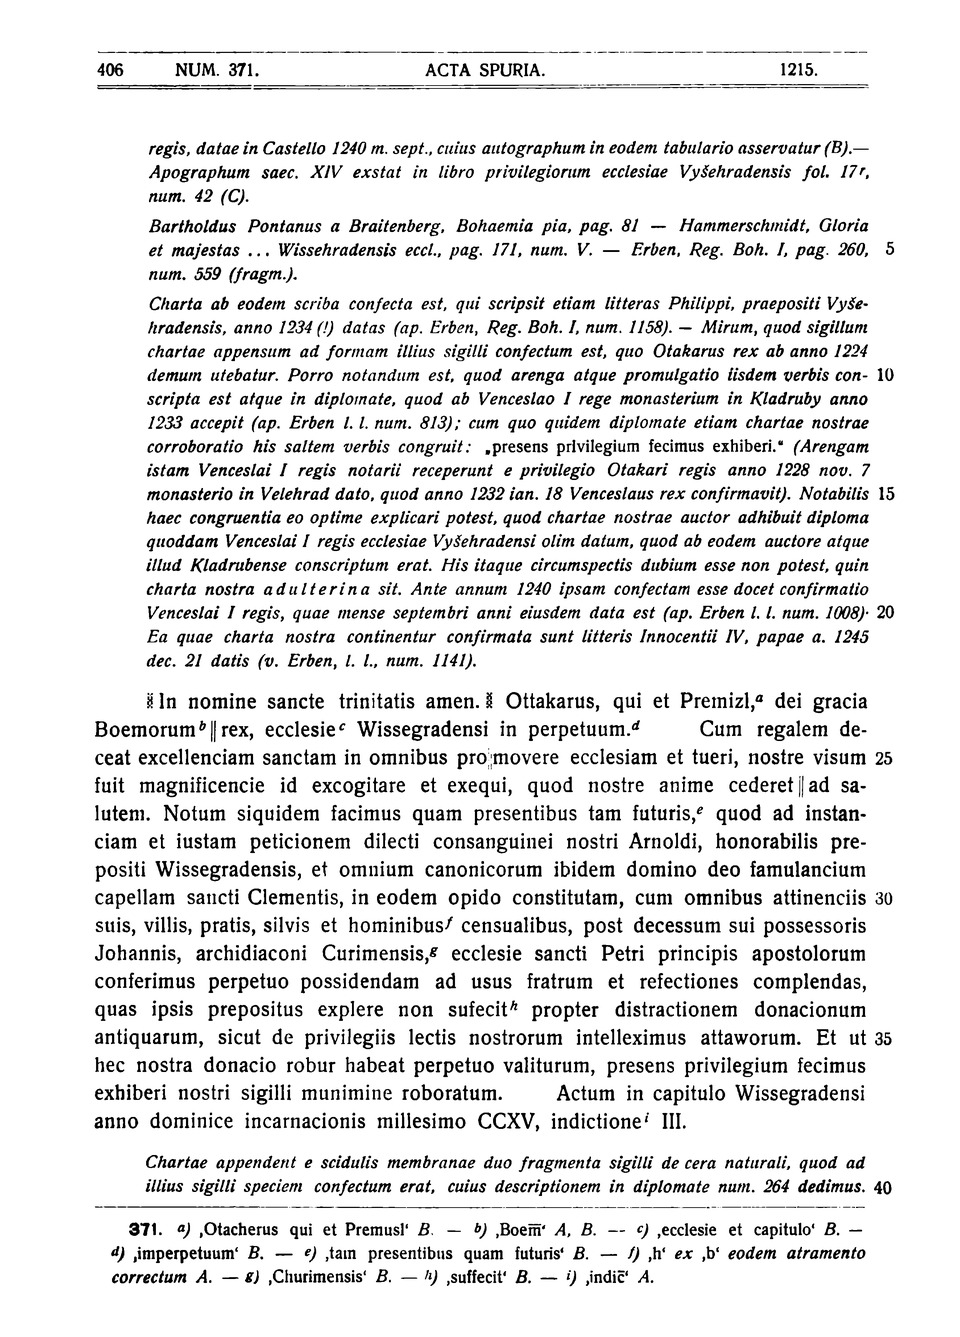 406 NUM. 371. ACTA SPURIA. 1215.
regis, datae in Castello 1240 m. sept., cuius autographum in eodem tabulario asservatur (B).—
Apographum saec. XIV exstat in libro privilegiorum ecclesiae Vyšehradensis fol. 17r,
num. 42 (C).
Bartholdus Pontanus a Braitenberg, Bohaemia pia, pag. 81 — Hammerschmidt, Gloria
et majestas ... Wissehradensis eccl., pag. 171, num. V. — Erben, Reg. Boh. I, pag. 260, 5
num. 559 (fragm.).
Charta ab eodem scriba confecta est, qui scripsit etiam litteras Philippi, praepositi Vyše-
hradensis, anno 1234 (!) datas (ap. Erben, Reg. Boh. I, num. 1158). — Mirum, quod sigillum
chartae appensum ad formam illius sigilli confectum est, quo Otakarus rex ab anno 1224
demum utebatur. Porro notandum est, quod arenga atque promulgatio iisdem verbis con- 10
scripta est atque in diplomate, quod ab Venceslao I rege monasterium in Kladruby anno
1233 accepit (ap. Erben l. l. num. 813); cum quo quidem diplomate etiam chartae nostrae
corroboratio his saltem verbis congruit: „presens privilegium fecimus exhiberi.“ (Arengam
istam Venceslai I regis notarii receperunt e privilegio Otakari regis anno 1228 nov. 7
monasterio in Velehrad dato, quod anno 1232 ian. 18 Venceslaus rex confirmavit). Notabilis 15
haec congruentia eo optime explicari potest, quod chartae nostrae auctor adhibuit diploma
quoddam Venceslai I regis ecclesiae Vyšehradensi olim datum, quod ab eodem auctore atque
illud Kladrubense conscriptum erat. His itaque circumspectis dubium esse non potest, quin
charta nostra adulterina sit. Ante annum 1240 ipsam confectam esse docet confirmatio
Venceslai I regis, quae mense septembri anni eiusdem data est (ap. Erben l. l. num. 1008)· 20
Ea quae charta nostra continentur confirmata sunt litteris Innocentii IV, papae a. 1245
dec. 21 datis (v. Erben, l. l., num. 1141).
In nomine sancte trinitatis amen. Ottakarus, qui et Premizl,a dei gracia
Boemorum b || rex, ecclesie c Wissegradensi in perpetuum.d Cum regalem de-
ceat excellenciam sanctam in omnibus promovere ecclesiam et tueri, nostre visum 25
fuit magnificencie id excogitare et exequi, quod nostre anime cederet || ad sa-
lutem. Notum siquidem facimus quam presentibus tam futuris,e quod ad instan-
ciam et iustam peticionem dilecti consanguinei nostri Arnoldi, honorabilis pre-
positi Wissegradensis, et omnium canonicorum ibidem domino deo famulancium
capellam sancti Clementis, in eodem opido constitutam, cum omnibus attinenciis 30
suis, villis, pratis, silvis et hominibus f censualibus, post decessum sui possessoris
Johannis, archidiaconi Curimensis,g ecclesie sancti Petri principis apostolorum
conferimus perpetuo possidendam ad usus fratrum et refectiones complendas,
quas ipsis prepositus explere non sufecit h propter distractionem donacionum
antiquarum, sicut de privilegiis lectis nostrorum intelleximus attaworum. Et ut 35
hec nostra donacio robur habeat perpetuo valiturum, presens privilegium fecimus
exhiberi nostri sigilli munimine roboratum. Actum in capitulo Wissegradensi
anno dominice incarnacionis millesimo CCXV, indictione i III.
Chartae appendent e scidulis membranae duo fragmenta sigilli de cera naturali, quod ad
illius sigilli speciem confectum erat, cuius descriptionem in diplomate num. 264 dedimus. 40
371. a) ‚Otacherus qui et Premusl‘ B. — b) ‚Boem̄‘ A, B. — c) ‚ecclesie et capitulo‘ B. —
d) ‚imperpetuum‘ B. — e) ‚tam presentibus quam futuris‘ B. — f) ‚h‘ ex ‚b‘ eodem atramento
correctum A. — g) ‚Churimensis‘ B. — h) ‚suffecit‘ B. — i) ‚indic̄‘ A.